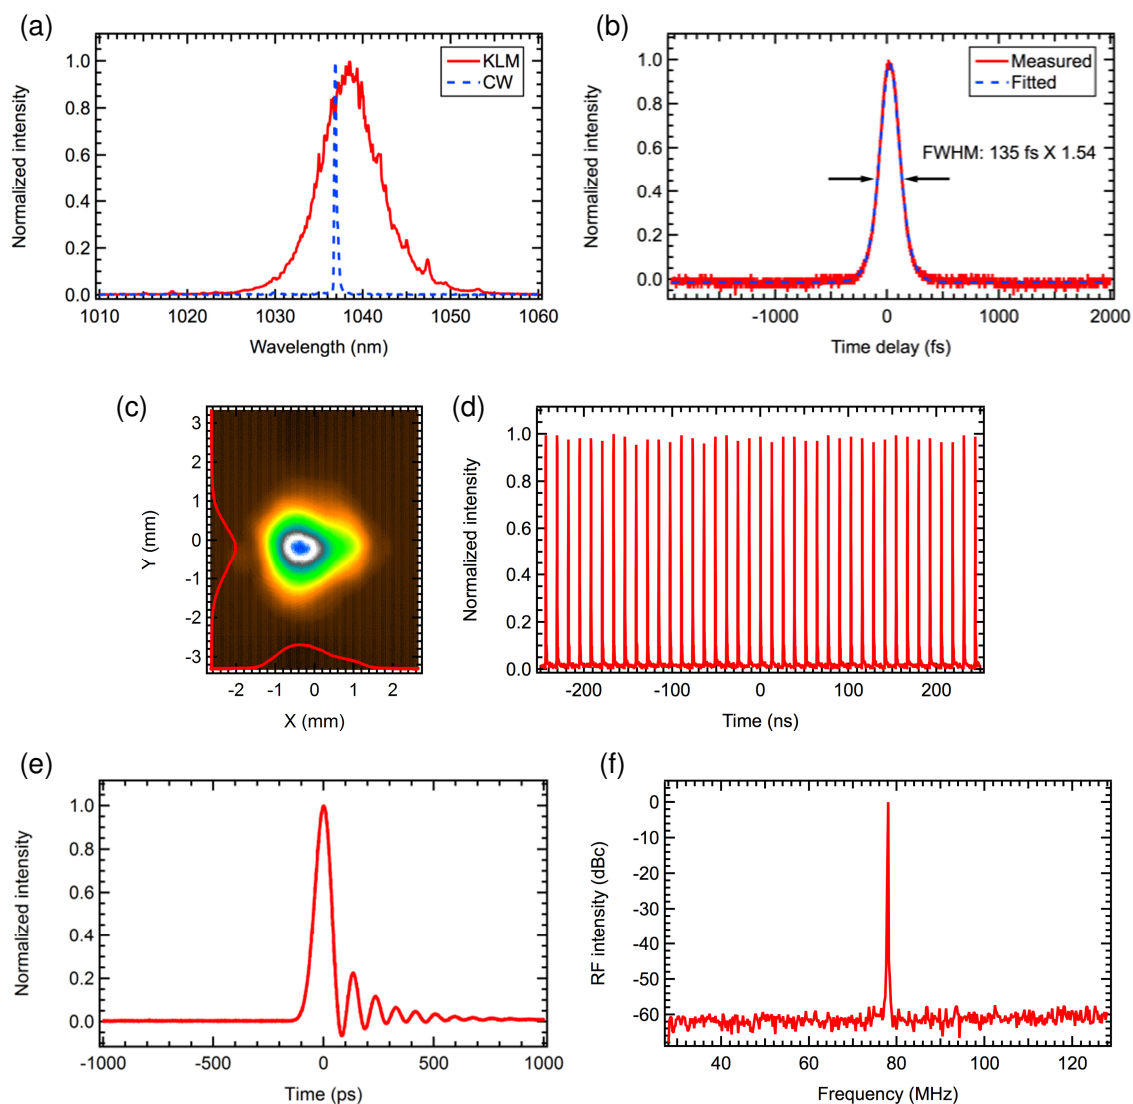 (a)
KLM
CW
1.0
0.8
0.6
0.4
0.2
0.0
Normalized intensity
1010 1020 1030 1040 1050 1060
Wavelength (nm)
(b)
Measured
Fitted
FWHM: 135 fs X 1.54
1.0
0.8
0.6
0.4
0.2
0.0
Normalized intensity
-1000 0 1000 2000
Time delay (fs)
(c)
3
2
1
0
-1
-2
-3
Y (mm)
-2 -1 0 1 2
X (mm)
(d)
1.0
0.8
0.6
0.4
0.2
0.0
Normalized intensity
-200 -100 0 100 200
Time (ns)
(e)
1.0
0.8
0.6
0.4
0.2
0.0
Normalized intensity
-1000 -500 0 500 1000
Time (ps)
(f)
0
-10
-20
-30
-40
-50
-60
RF intensity (dBc)
40 60 80 100 120
Frequency (MHz)